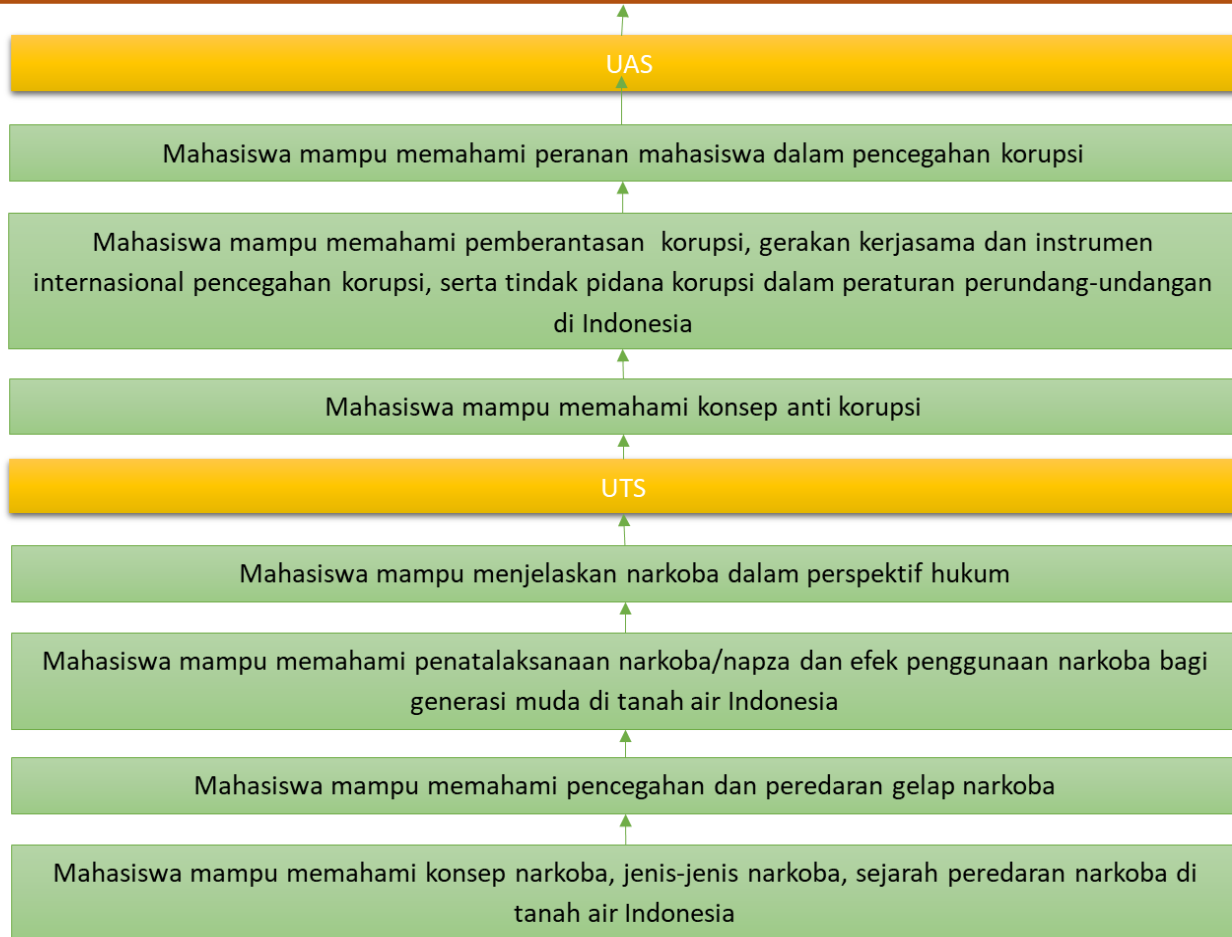 UAS
Mahasiswa mampu memahami peranan mahasiswa dalam pencegahan korupsi
Mahasiswa mampu memahami pemberantasan korupsi, gerakan kerjasama dan instrumen
internasional pencegahan korupsi, serta tindak pidana korupsi dalam peraturan perundang-undangan
di Indonesia
Mahasiswa mampu memahami konsep anti korupsi
UTS
Mahasiswa mampu menjelaskan narkoba dalam perspektif hukum
Mahasiswa mampu memahami penatalaksanaan narkoba/napza dan efek penggunaan narkoba bagi
generasi muda di tanah air Indonesia
Mahasiswa mampu memahami pencegahan dan peredaran gelap narkoba
Mahasiswa mampu memahami konsep narkoba, jenis-jenis narkoba, sejarah peredaran narkoba di
tanah air Indonesia